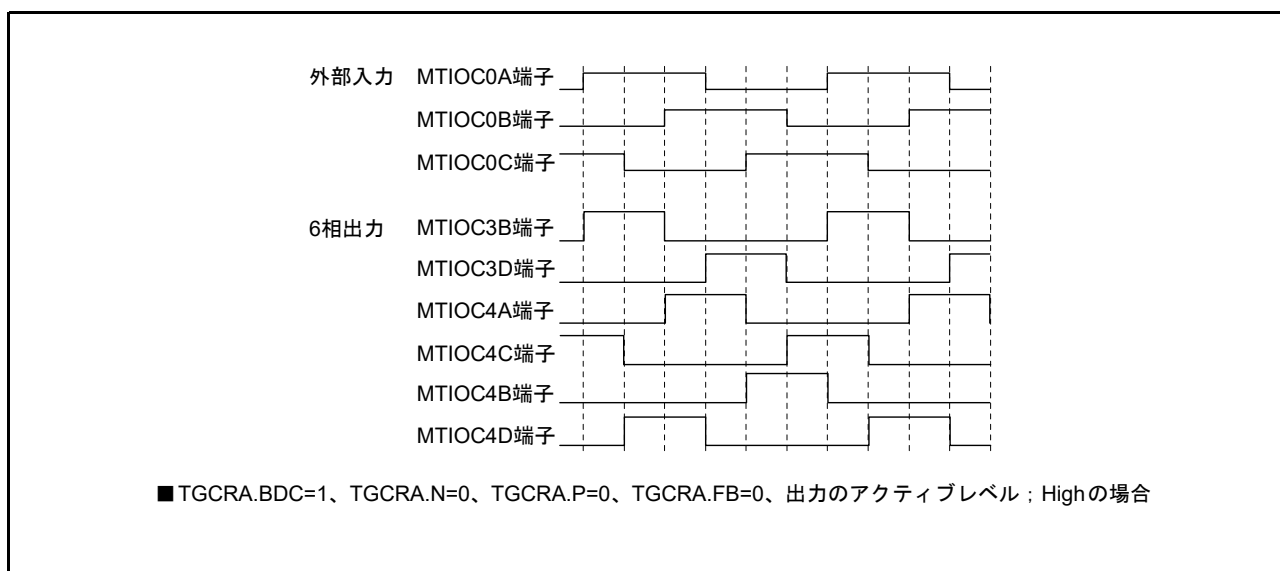 外部入力 MTIOC0A端子
MTIOC0B端子
MTIOC0C端子
6相出力 MTIOC3B端子
MTIOC3D端子
MTIOC4A端子
MTIOC4C端子
MTIOC4B端子
MTIOC4D端子
■TGCRA.BDC=1、TGCRA.N=0、TGCRA.P=0、TGCRA.FB=0、出力のアクティブレベル；Highの場合